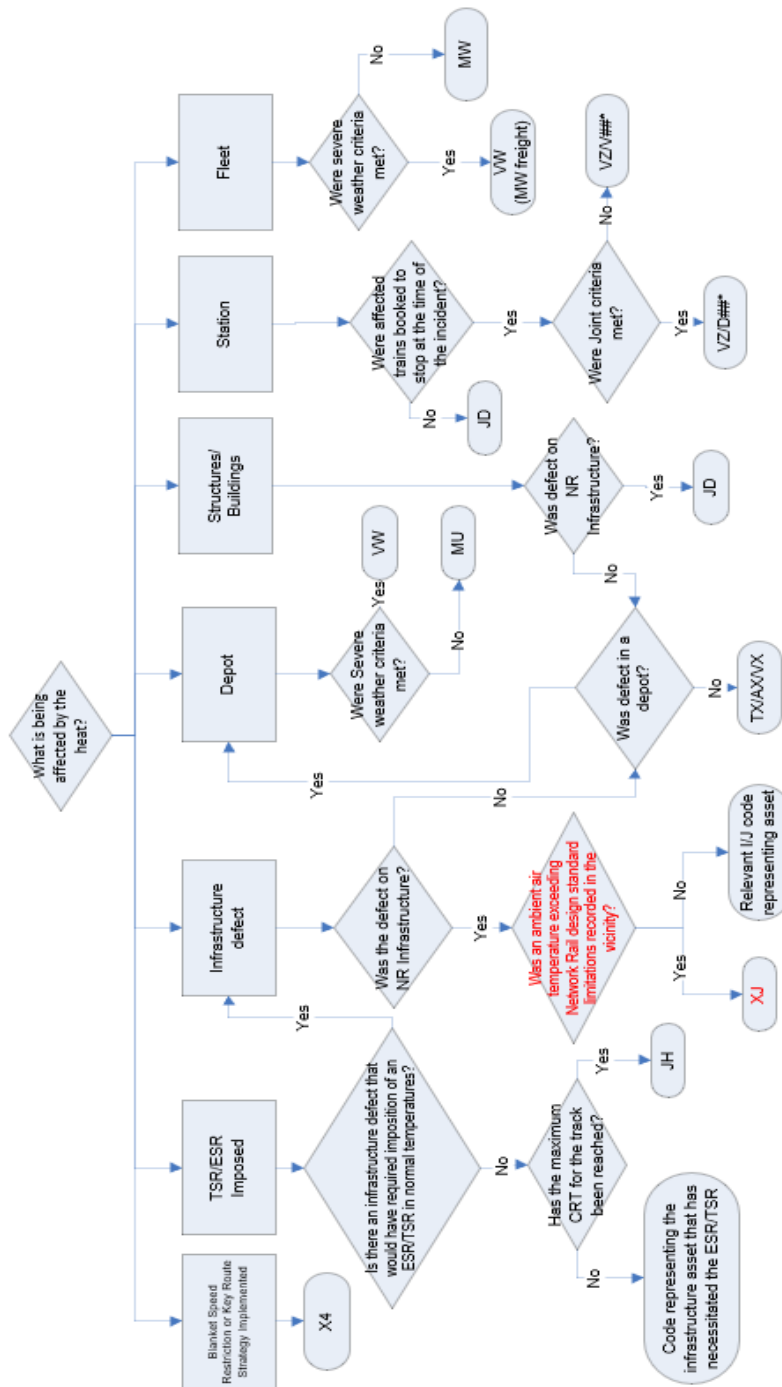 What is being
affected by the
heat?
Blanket Speed
Restriction or Key Route
Strategy Implemented
X4
TSR/ESR
Imposed
Is there an infrastructure defect that
would have required imposition of an
ESR/TSR in normal temperatures?
Yes
No
Has the maximum
CRT for the track
been reached?
Yes
JH
No
Code representing the
infrastructure asset that has
necessitated the ESR/TSR
Infrastructure
defect
Was the defect on
NR Infrastructure?
No
Yes
Was an ambient air
temperature exceeding
Network Rail design standard
limitations recorded in the
vicinity?
Yes
XJ
No
Relevant I/J code
representing asset
Depot
Were Severe
weather criteria
met?
Yes
VW
No
MU
Structures/
Buildings
Was defect on
NR
Infrastructure?
No
Yes
JD
Was defect in a
depot?
Yes
No
TX/AX/VX
Station
Were affected
trains booked to
stop at the time of
the incident?
No
JD
Yes
Were Joint criteria
met?
No
VZ/V##*
Yes
VZ/D##*
Fleet
Were severe
weather criteria
met?
No
MW
Yes
VW
(MW freight)